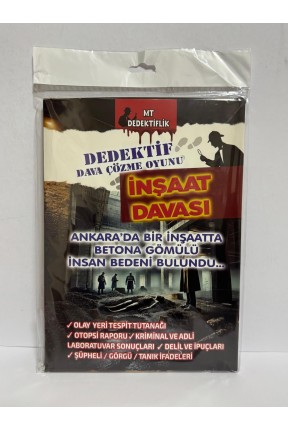 MT
DEDEKTİFLİK
DEDEKTİF
DAVA ÇÖZME OYUNU
İNŞAAT
DAVASI
ANKARA'DA BİR İNŞAATTA
BETONA GÖMÜLÜ
İNSAN BEDENİ BULUNDU...
✓ OLAY YERİ TESPİT TUTANAĞI
✓ OTOPSİ RAPORU ✓ KRİMİNAL VE ADLİ
LABORATUVAR SONUÇLARI ✓ DELİL VE İPUÇLARI
✓ ŞÜPHELİ / GÖRGÜ / TANIK İFADELERİ